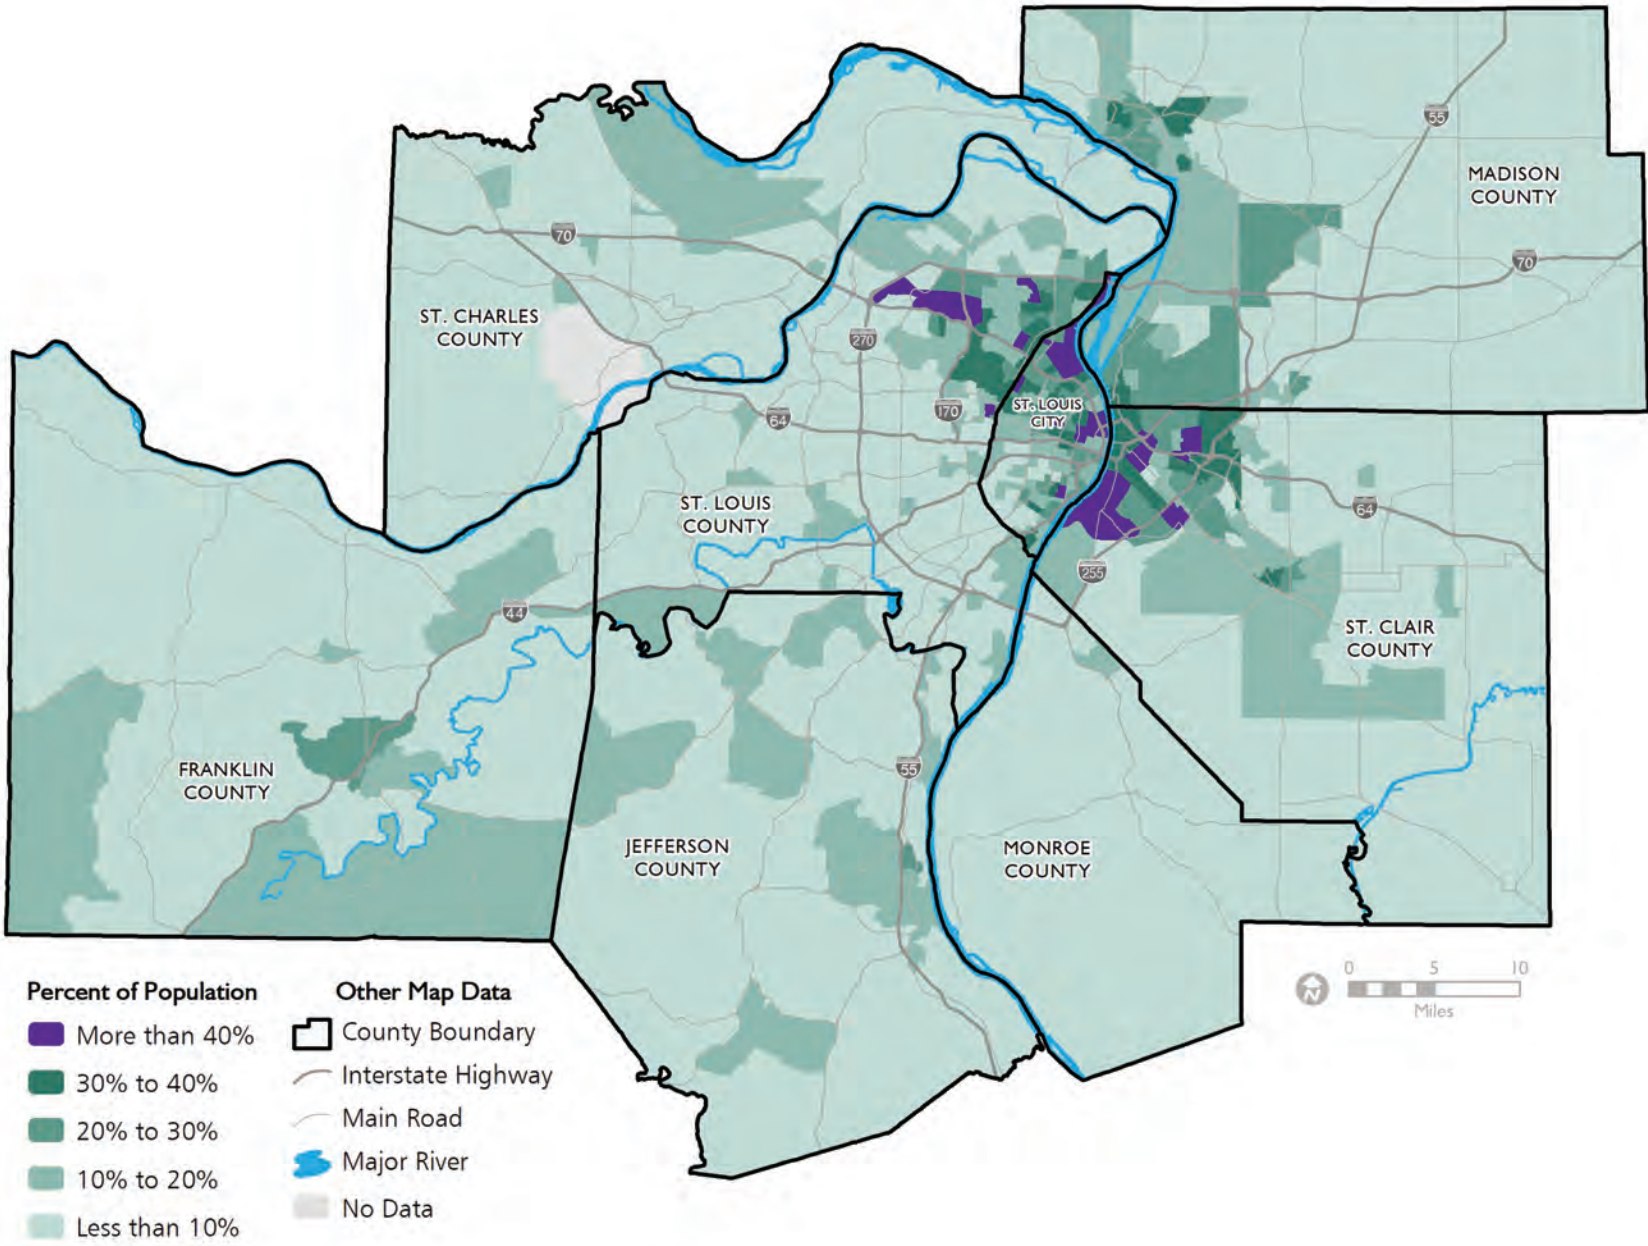 55
MADISON
COUNTY
70
70
ST. CHARLES
COUNTY
270
ST. LOUIS
CITY
170
64
ST. LOUIS
COUNTY
64
255
44
ST. CLAIR
COUNTY
FRANKLIN
COUNTY
55
JEFFERSON
COUNTY
MONROE
COUNTY
0 5 10
N
Miles
Percent of Population
More than 40%
30% to 40%
20% to 30%
10% to 20%
Less than 10%
Other Map Data
County Boundary
Interstate Highway
Main Road
Major River
No Data